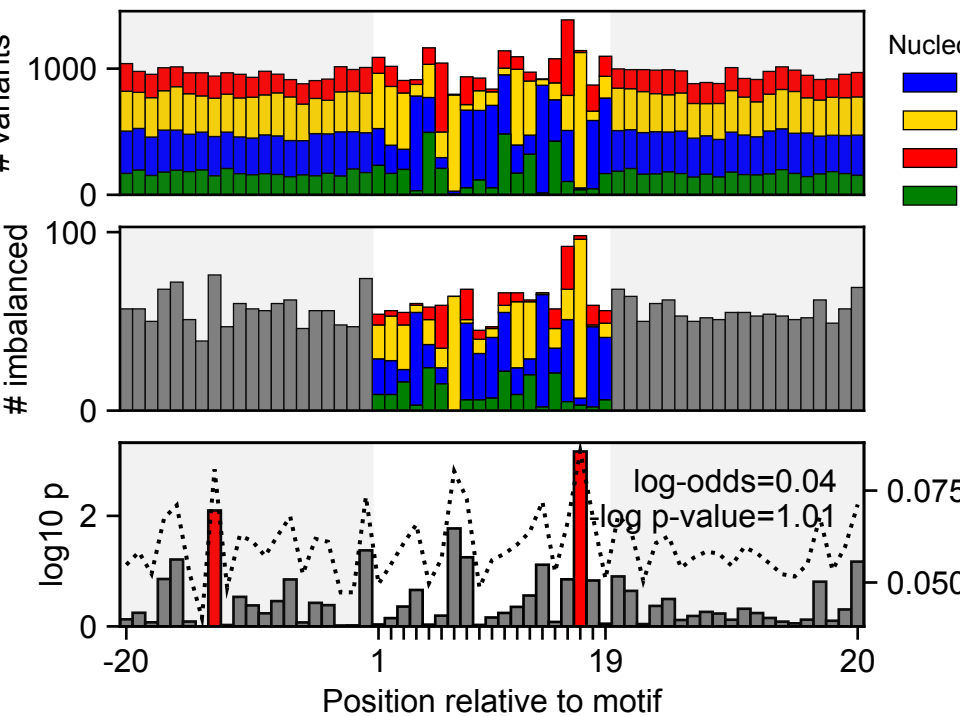 # variants
1000
0
Nucleo
# imbalanced
100
0
log10 p
2
0
log-odds=0.04
-log p-value=1.01
0.075
0.050
-20
1
19
20
Position relative to motif